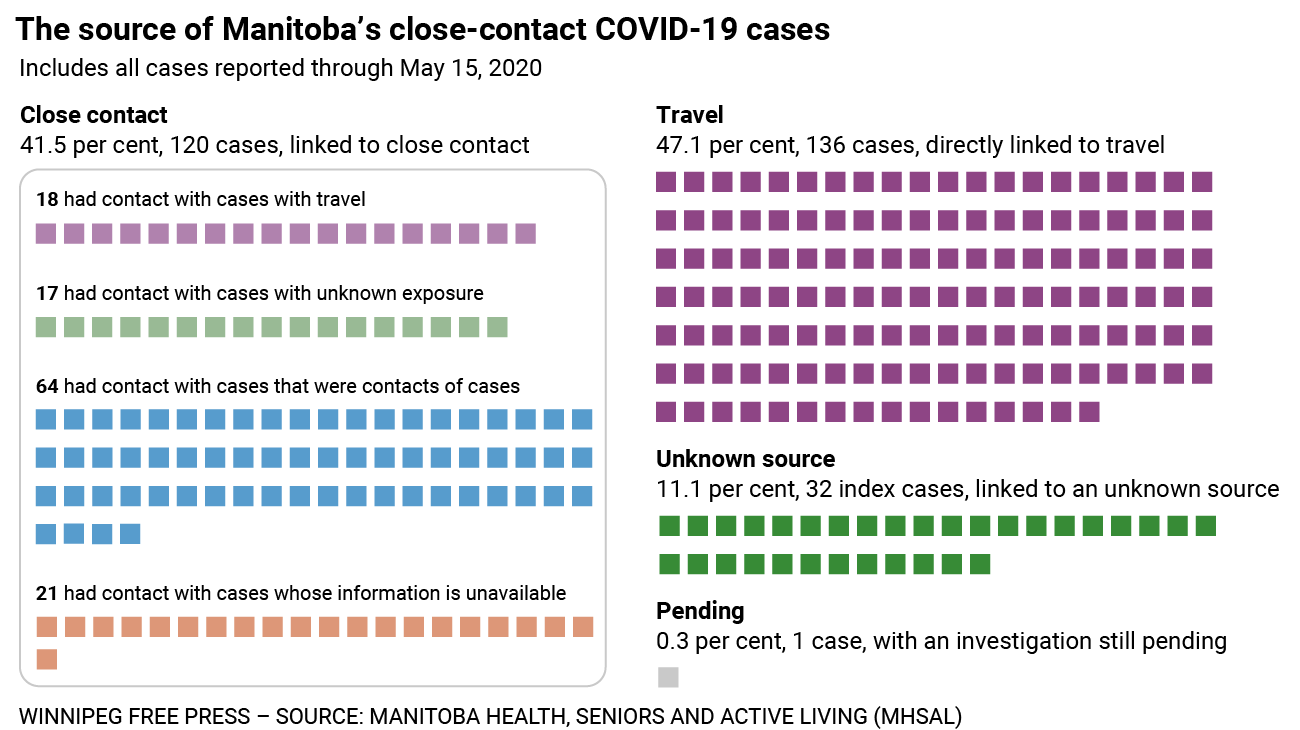 The source of Manitoba’s close-contact COVID-19 cases
Includes all cases reported through May 15, 2020
Close contact
41.5 per cent, 120 cases, linked to close contact
18 had contact with cases with travel
17 had contact with cases with unknown exposure
64 had contact with cases that were contacts of cases
21 had contact with cases whose information is unavailable
Travel
47.1 per cent, 136 cases, directly linked to travel
Unknown source
11.1 per cent, 32 index cases, linked to an unknown source
Pending
0.3 per cent, 1 case, with an investigation still pending
WINNIPEG FREE PRESS – SOURCE: MANITOBA HEALTH, SENIORS AND ACTIVE LIVING (MHSAL)